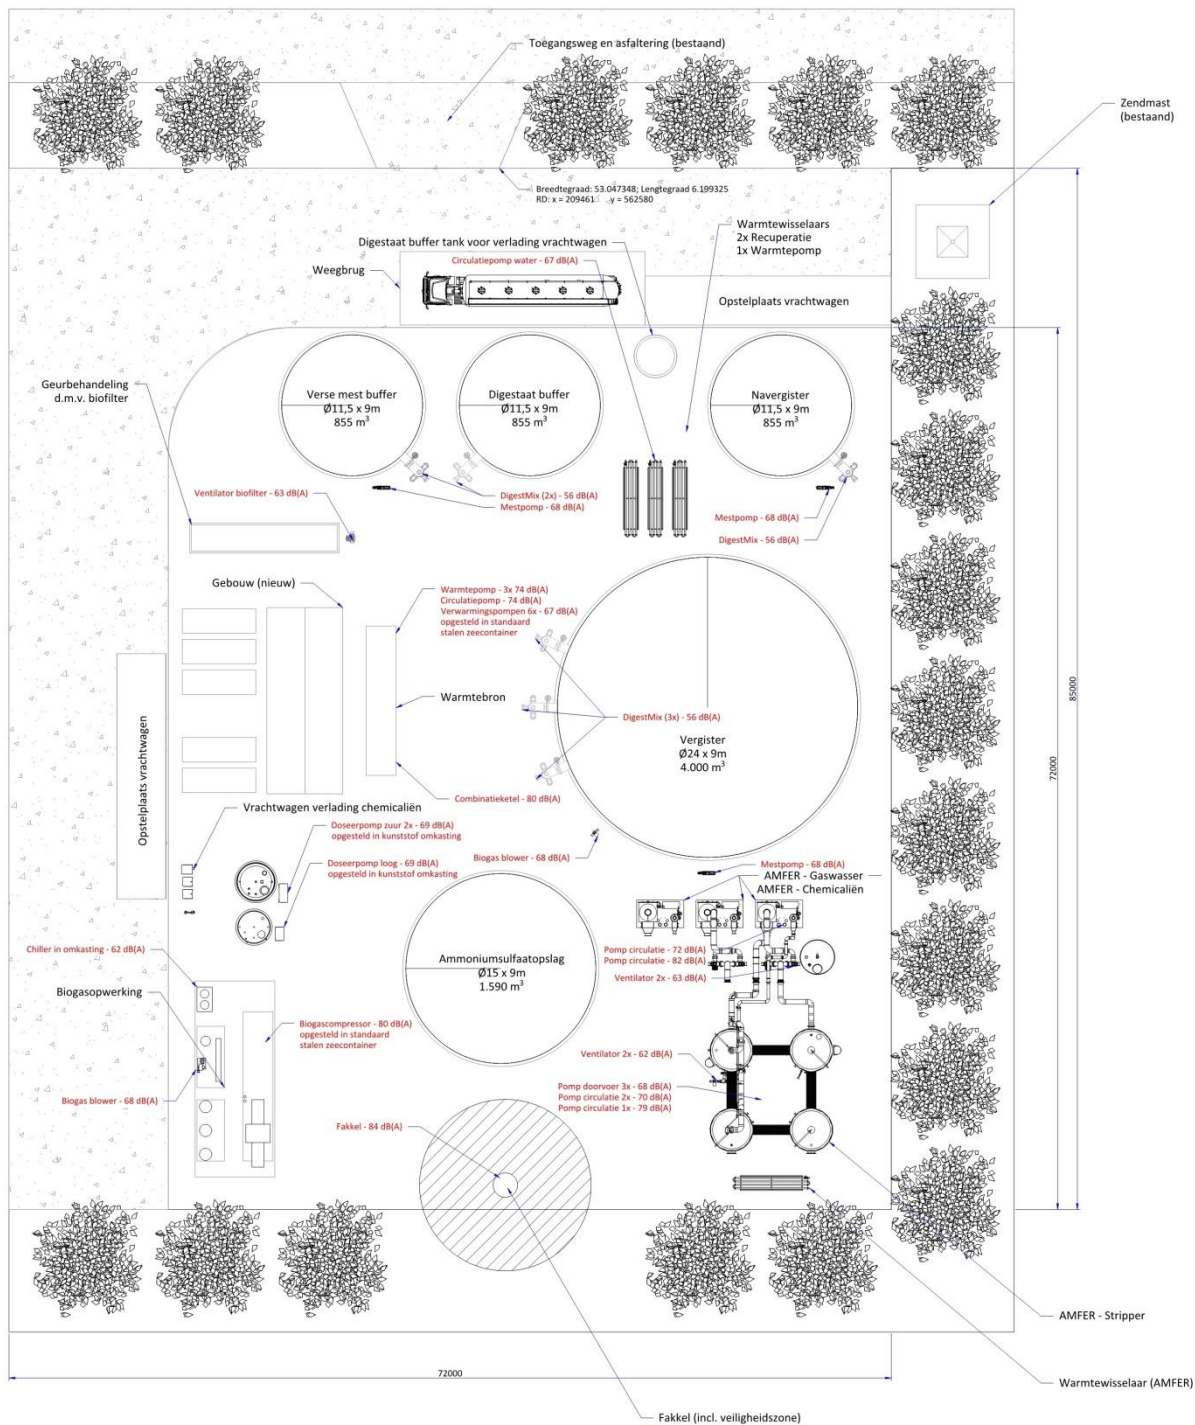 Toegangsweg en asfaltering (bestaand)
Zendmast
(bestaand)
Breedtegraad: 53.047348; Lengtegraad 6.199325
RD: x = 209461 y = 562580
Warmtewisselaars
2x Recuperatie
1x Warmtepomp
Digestaat buffer tank voor verlading vrachtwagen
Circulatiepomp water - 67 dB(A)
Weegbrug
Opstelplaats vrachtwagen
Geurbehandeling
d.m.v. biofilter
Verse mest buffer
Ø11,5 x 9m
855 m³
Digestaat buffer
Ø11,5 x 9m
855 m³
Navergister
Ø11,5 x 9m
855 m³
Ventilator biofilter - 63 dB(A)
DigestMix (2x) - 56 dB(A)
Mestpomp - 68 dB(A)
Mestpomp - 68 dB(A)
DigestMix - 56 dB(A)
Gebouw (nieuw)
Warmtepomp - 3x 74 dB(A)
Circulatiepomp - 74 dB(A)
Verwarmingspompen 6x - 67 dB(A)
opgesteld in standaard
stalen zeecontainer
Warmtebron
DigestMix (3x) - 56 dB(A)
Vergister
Ø24 x 9m
4.000 m³
85000
72000
Opstelplaats vrachtwagen
Combinatieketel - 80 dB(A)
Vrachtwagen verlading chemicaliën
Doseerpomp zuur 2x - 69 dB(A)
opgesteld in kunststof omkasting
Doseerpomp loog - 69 dB(A)
opgesteld in kunststof omkasting
Biogas blower - 68 dB(A)
Mestpomp - 68 dB(A)
AMFER - Gaswasser
AMFER - Chemicaliën
Chiller in omkasting - 62 dB(A)
Biogasopwerking
Ammoniumsulfaatopslag
Ø15 x 9m
1.590 m³
Pomp circulatie - 72 dB(A)
Pomp circulatie - 82 dB(A)
Ventilator 2x - 63 dB(A)
Biogascompressor - 80 dB(A)
opgesteld in standaard
stalen zeecontainer
Biogas blower - 68 dB(A)
Ventilator 2x - 62 dB(A)
Pomp doorvoer 3x - 68 dB(A)
Pomp circulatie 2x - 70 dB(A)
Pomp circulatie 1x - 79 dB(A)
Fakkel - 84 dB(A)
AMFER - Stripper
72000
Warmtewisselaar (AMFER)
Fakkel (incl. veiligheidszone)